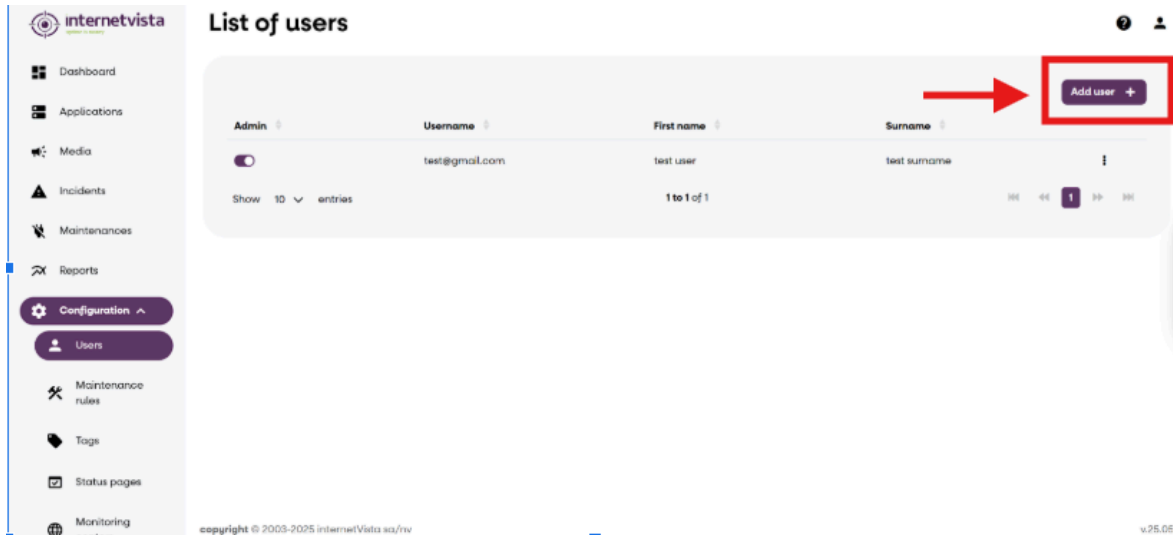 internetvista
List of users
Dashboard
Applications
Media
Incidents
Maintenances
Reports
Configuration
Users
Maintenance
rules
Tags
Status pages
Monitoring
Add user +
Admin Username First name Surname
test@gmail.com test user test surname
Show 10 entries 1 to 1 of 1 1
copyright © 2003-2025 internetVista sa/nv v.25.05